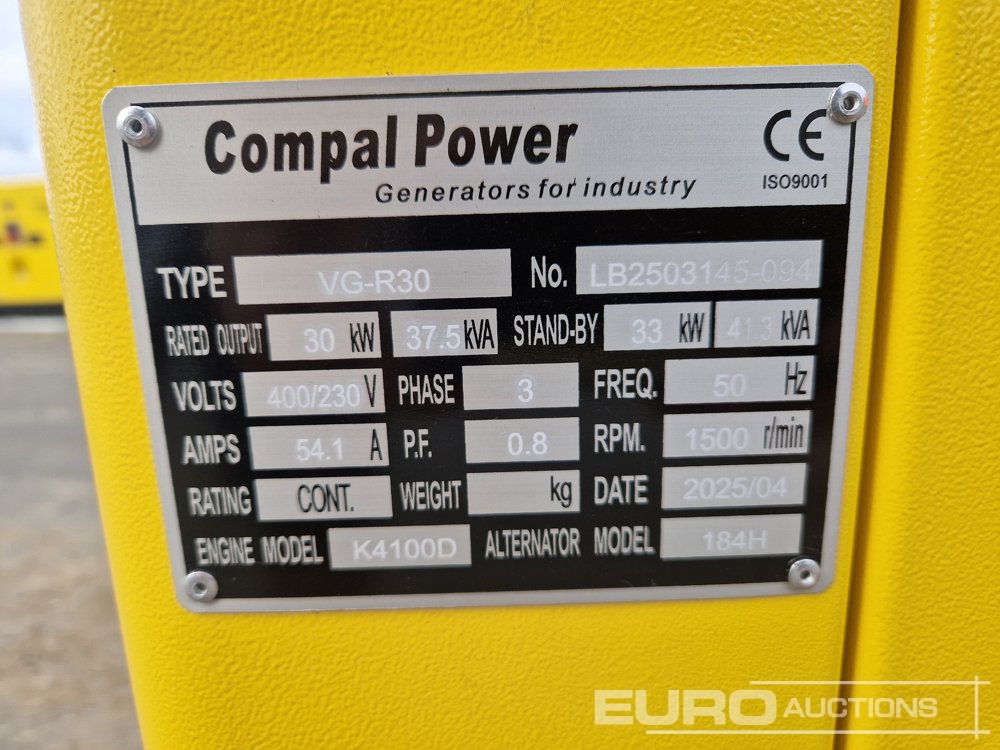 Compal Power
Generators for industry
CE
ISO9001
TYPE VG-R30 No. LB2503145-094
RATED OUTPUT 30 kW 37.5 kVA STAND-BY 33 kW 41.3 kVA
VOLTS 400/230 V PHASE 3 FREQ. 50 Hz
AMPS 54.1 A P.F. 0.8 RPM. 1500 r/min
RATING CONT. WEIGHT kg DATE 2025/04
ENGINE MODEL K4100D ALTERNATOR MODEL 184H
EURO AUCTIONS